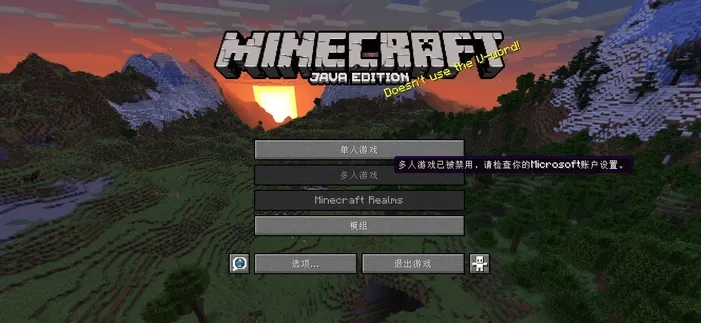 MINECRAFT
JAVA EDITION
Doesn't use the U-word!
单人游戏
多人游戏
多人游戏已被禁用，请检查你的Microsoft账户设置。
Minecraft Realms
模组
选项...
退出游戏